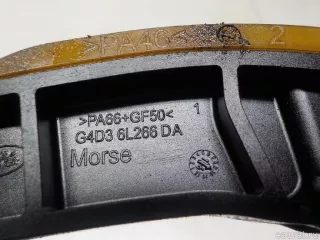 >PA46< 2
>PA66+GF50< 1
G4D3 6L266 DA
Morse